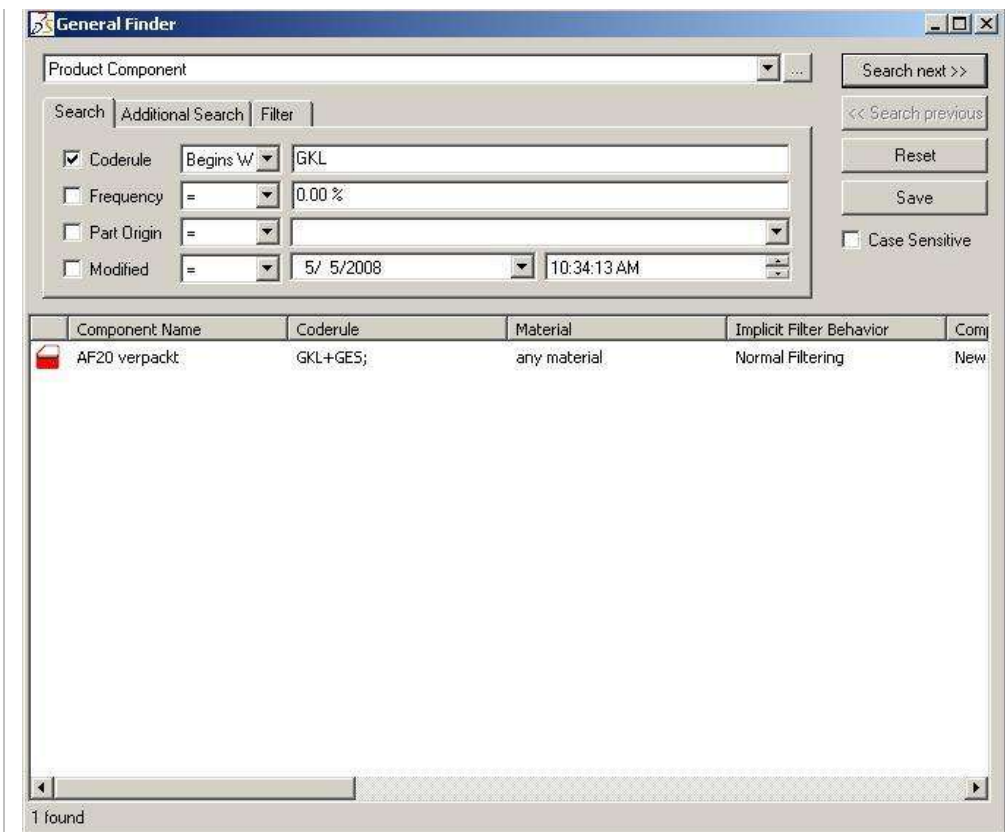 General Finder
Product Component
...
Search next >>
Search Additional Search Filter
<< Search previous
Coderule Begins W GKL
Reset
Frequency = 0.00 %
Save
Part Origin =
Case Sensitive
Modified = 5/ 5/2008 10:34:13 AM
Component Name Coderule Material Implicit Filter Behavior Comp
AF20 verpackt GKL+GES; any material Normal Filtering New
1 found